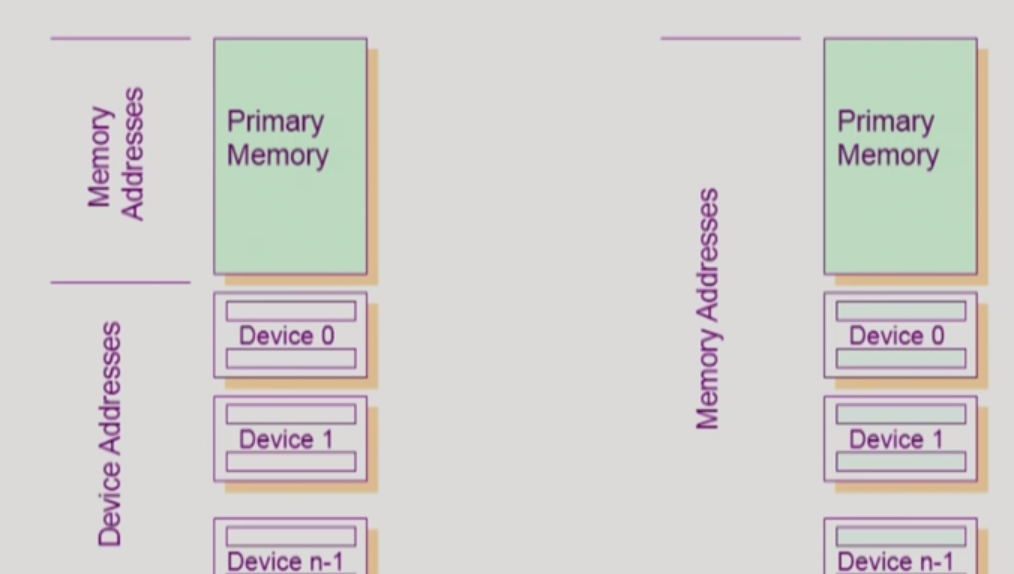 Memory
Addresses
Primary
Memory
Device Addresses
Device 0
Device 1
Device n-1
Memory Addresses
Primary
Memory
Device 0
Device 1
Device n-1